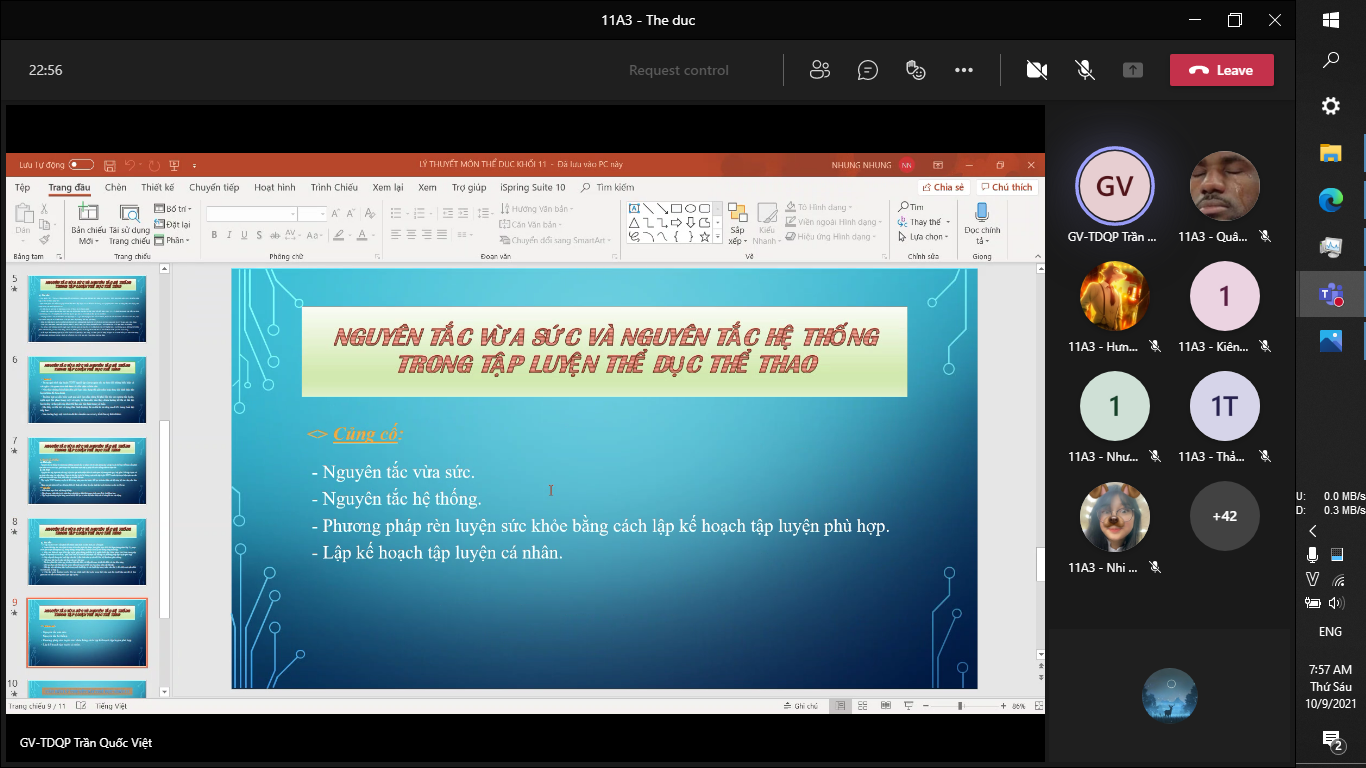 11A3 - The duc
22:56
Request control
Leave
Lưu Tự động
LÝ THUYẾT MÔN THỂ DỤC KHỐI 11 - Đã lưu vào PC này
NHUNG NHUNG
NN
Tệp Trang đầu Chèn Thiết kế Chuyển tiếp Hoạt hình Trình Chiếu Xem lại Xem Trợ giúp iSpring Suite 10 Tìm kiếm
Chia sẻ Chú thích
Dán
Bản chiếu Mới
Tái sử dụng Trang chiếu
Bố trí
Đặt lại
Phần
Hướng Văn bản
Căn Văn bản
Chuyển đổi sang SmartArt
Sắp xếp
Kiểu Nhanh
Tô Hình dạng
Viền ngoài Hình dạng
Hiệu ứng Hình dạng
Tìm
Thay thế
Lựa chọn
Đọc chính tả
Bảng tạm Trang chiếu Phông chữ Đoạn văn Vẽ Chỉnh sửa Giọng
5
6
7
8
9
10
NGUYÊN TẮC VỪA SỨC VÀ NGUYÊN TẮC HỆ THỐNG
TRONG TẬP LUYỆN THỂ DỤC THỂ THAO
<> Cũng cố:
- Nguyên tắc vừa sức.
- Nguyên tắc hệ thống.
- Phương pháp rèn luyện sức khỏe bằng cách lập kế hoạch tập luyện phù hợp.
- Lập kế hoạch tập luyện cá nhân.
Trang chiếu 9 / 11 Tiếng Việt
Ghi chú
86%
GV-TDQP Trần Quốc Việt
GV
GV-TDQP Trần ...
11A3 - Quâ...
11A3 - Hưn...
1
11A3 - Kiên...
1
11A3 - Như...
1T
11A3 - Thả...
11A3 - Nhi ...
+42
U: 0.0 MB/s
D: 0.3 MB/s
ENG
7:57 AM
Thứ Sáu
10/9/2021
2